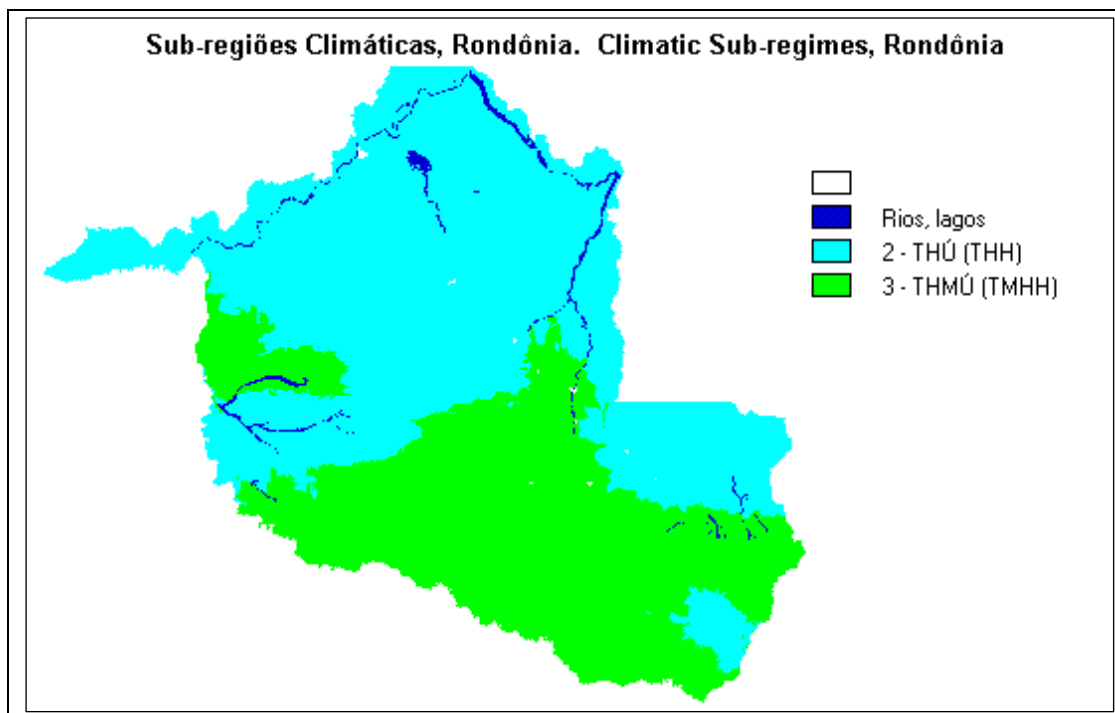 Sub-regiões Climáticas, Rondônia.  Climatic Sub-regimes, Rondônia
Rios, lagos
2 - THÚ (THH)
3 - THMÚ (TMHH)